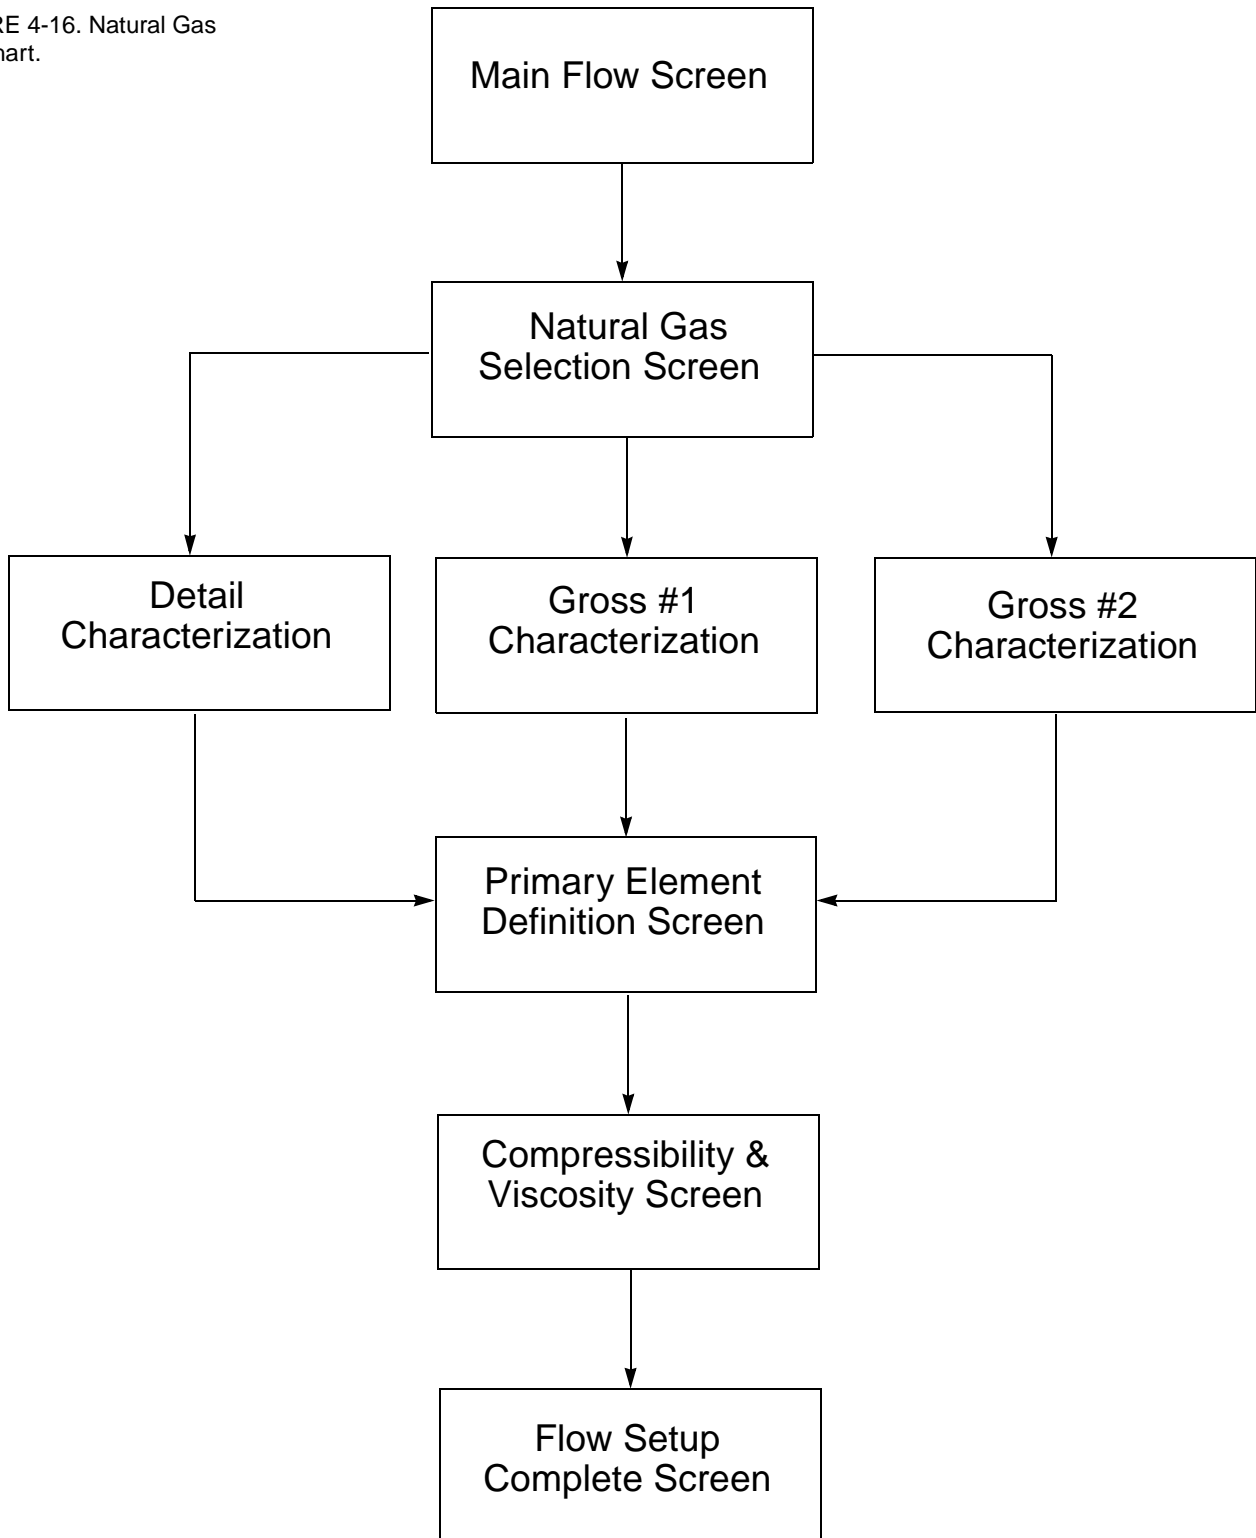 RE 4-16. Natural Gas
hart.
Main Flow Screen
Natural Gas
Selection Screen
Detail
Characterization
Gross #1
Characterization
Gross #2
Characterization
Primary Element
Definition Screen
Compressibility &
Viscosity Screen
Flow Setup
Complete Screen